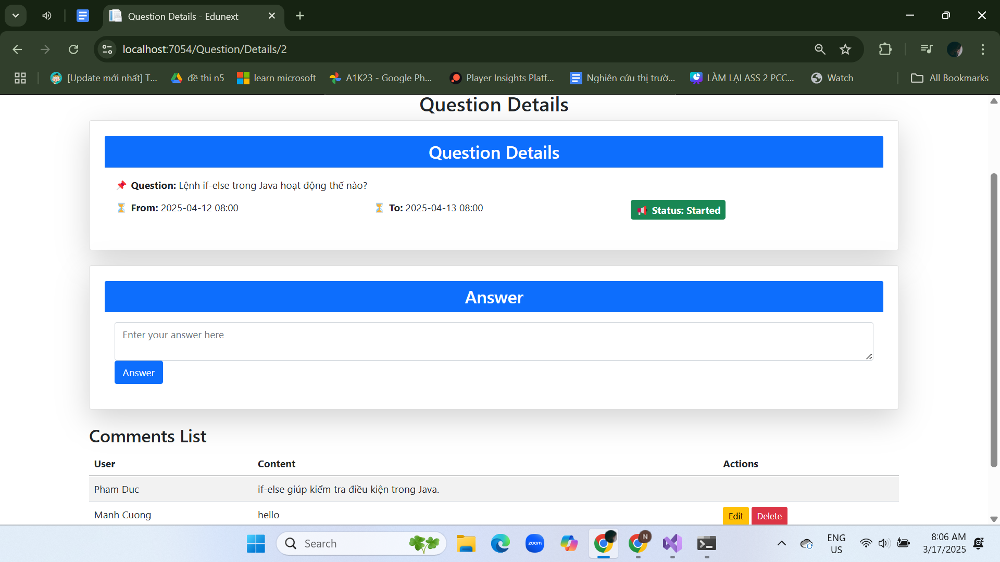 Question Details - Edunext
localhost:7054/Question/Details/2
[Update mới nhất] T...
đề thi n5
learn microsoft
A1K23 - Google Ph...
Player Insights Platf...
Nghiên cứu thị trườ...
LÀM LẠI ASS 2 PCC...
Watch
All Bookmarks
Question Details
Question Details
Question: Lệnh if-else trong Java hoạt động thế nào?
From: 2025-04-12 08:00
To: 2025-04-13 08:00
Status: Started
Answer
Enter your answer here
Answer
Comments List
User Content Actions
Pham Duc if-else giúp kiểm tra điều kiện trong Java.
Manh Cuong hello Edit Delete
Search
zoom
N
ENG
US
8:06 AM
3/17/2025